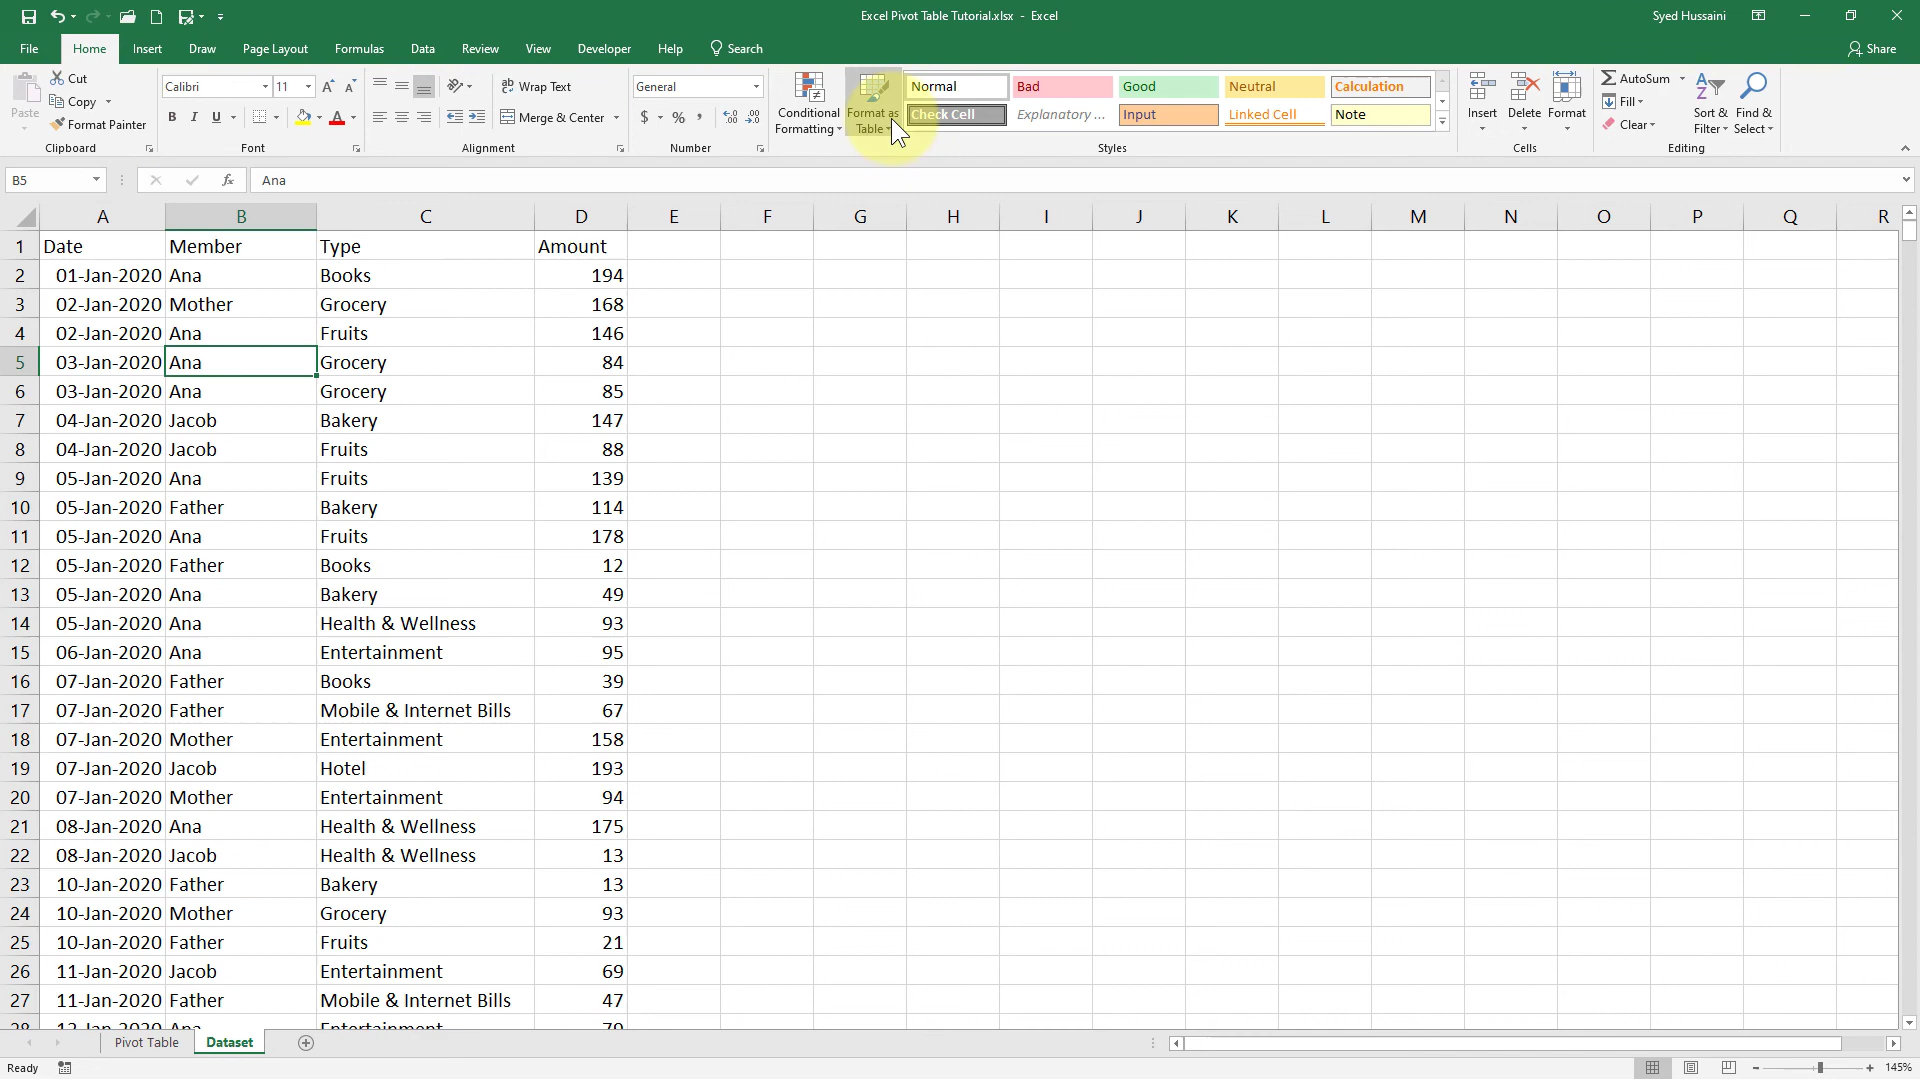 Excel Pivot Table Tutorial.xlsx - Excel
Syed Hussaini
File Home Insert Draw Page Layout Formulas Data Review View Developer Help Search Share
Paste
Cut
Copy
Format Painter
Clipboard
Calibri 11
B I U
Font
Wrap Text
Merge & Center
Alignment
General
$ % ,
Number
Conditional Formatting
Format as Table
Normal Bad Good Neutral Calculation
Check Cell Explanatory ... Input Linked Cell Note
Styles
Insert Delete Format
Cells
AutoSum
Fill
Clear
Sort & Filter
Find & Select
Editing
B5 fx Ana
A B C D E F G H I J K L M N O P Q R
1 Date Member Type Amount
2 01-Jan-2020 Ana Books 194
3 02-Jan-2020 Mother Grocery 168
4 02-Jan-2020 Ana Fruits 146
5 03-Jan-2020 Ana Grocery 84
6 03-Jan-2020 Ana Grocery 85
7 04-Jan-2020 Jacob Bakery 147
8 04-Jan-2020 Jacob Fruits 88
9 05-Jan-2020 Ana Fruits 139
10 05-Jan-2020 Father Bakery 114
11 05-Jan-2020 Ana Fruits 178
12 05-Jan-2020 Father Books 12
13 05-Jan-2020 Ana Bakery 49
14 05-Jan-2020 Ana Health & Wellness 93
15 06-Jan-2020 Ana Entertainment 95
16 07-Jan-2020 Father Books 39
17 07-Jan-2020 Father Mobile & Internet Bills 67
18 07-Jan-2020 Mother Entertainment 158
19 07-Jan-2020 Jacob Hotel 193
20 07-Jan-2020 Mother Entertainment 94
21 08-Jan-2020 Ana Health & Wellness 175
22 08-Jan-2020 Jacob Health & Wellness 13
23 10-Jan-2020 Father Bakery 13
24 10-Jan-2020 Mother Grocery 93
25 10-Jan-2020 Father Fruits 21
26 11-Jan-2020 Jacob Entertainment 69
27 11-Jan-2020 Father Mobile & Internet Bills 47
28 12-Jan-2020 Ana Entertainment 79
Pivot Table Dataset
Ready
145%